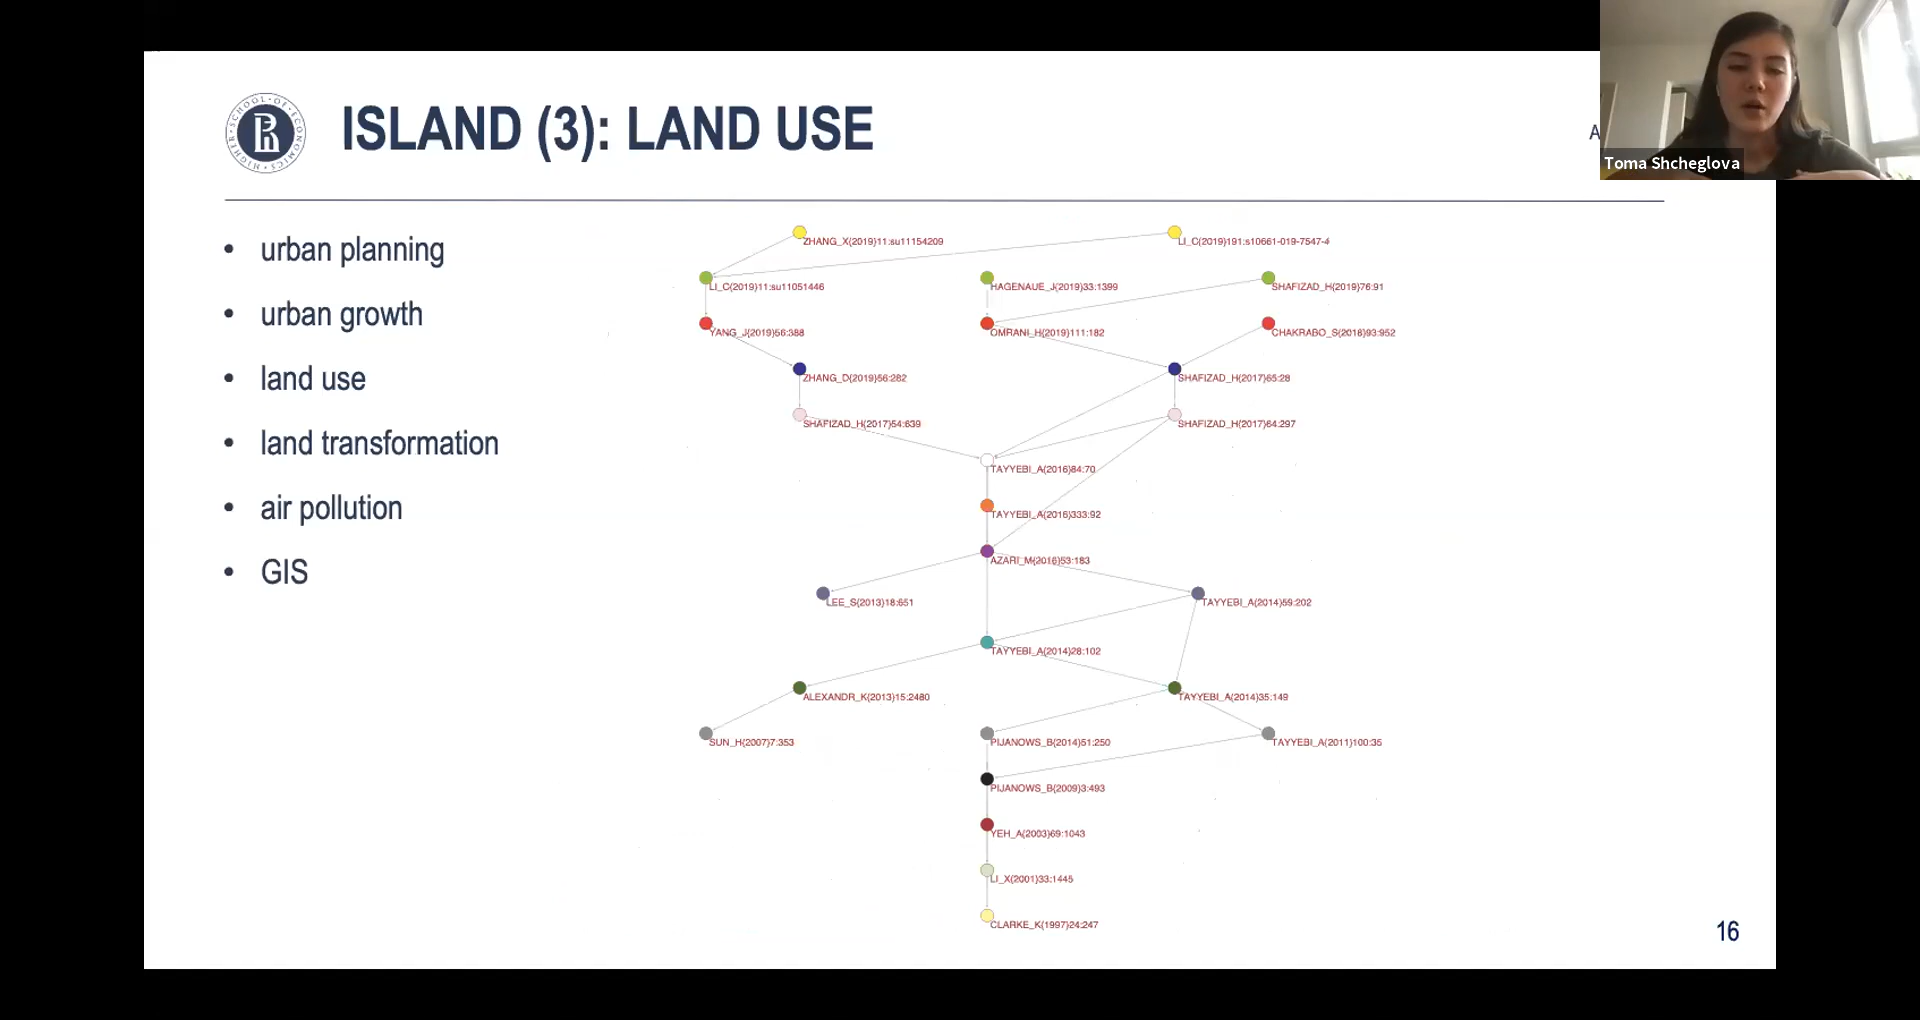 ISLAND (3): LAND USE
HIGHER · SCHOOL · OF · ECONOMICS
A
Toma Shcheglova
• urban planning
• urban growth
• land use
• land transformation
• air pollution
• GIS
ZHANG_X(2019)11:su11154209
LI_C(2019)191:s10661-019-7547-4
LI_C(2019)11:su11051446
HAGENAUE_J(2019)33:1399
SHAFIZAD_H(2019)76:91
YANG_J(2019)56:388
OMRANI_H(2019)111:182
CHAKRABO_S(2018)93:952
ZHANG_D(2019)56:282
SHAFIZAD_H(2017)65:28
SHAFIZAD_H(2017)54:639
SHAFIZAD_H(2017)64:297
TAYYEBI_A(2016)84:70
TAYYEBI_A(2016)333:92
AZARI_M(2016)53:183
LEE_S(2013)18:651
TAYYEBI_A(2014)59:202
TAYYEBI_A(2014)28:102
ALEXANDR_K(2013)15:2480
TAYYEBI_A(2014)35:149
SUN_H(2007)7:353
PIJANOWS_B(2014)51:250
TAYYEBI_A(2011)100:35
PIJANOWS_B(2009)3:493
YEH_A(2003)69:1043
LI_X(2001)33:1445
CLARKE_K(1997)24:247
16